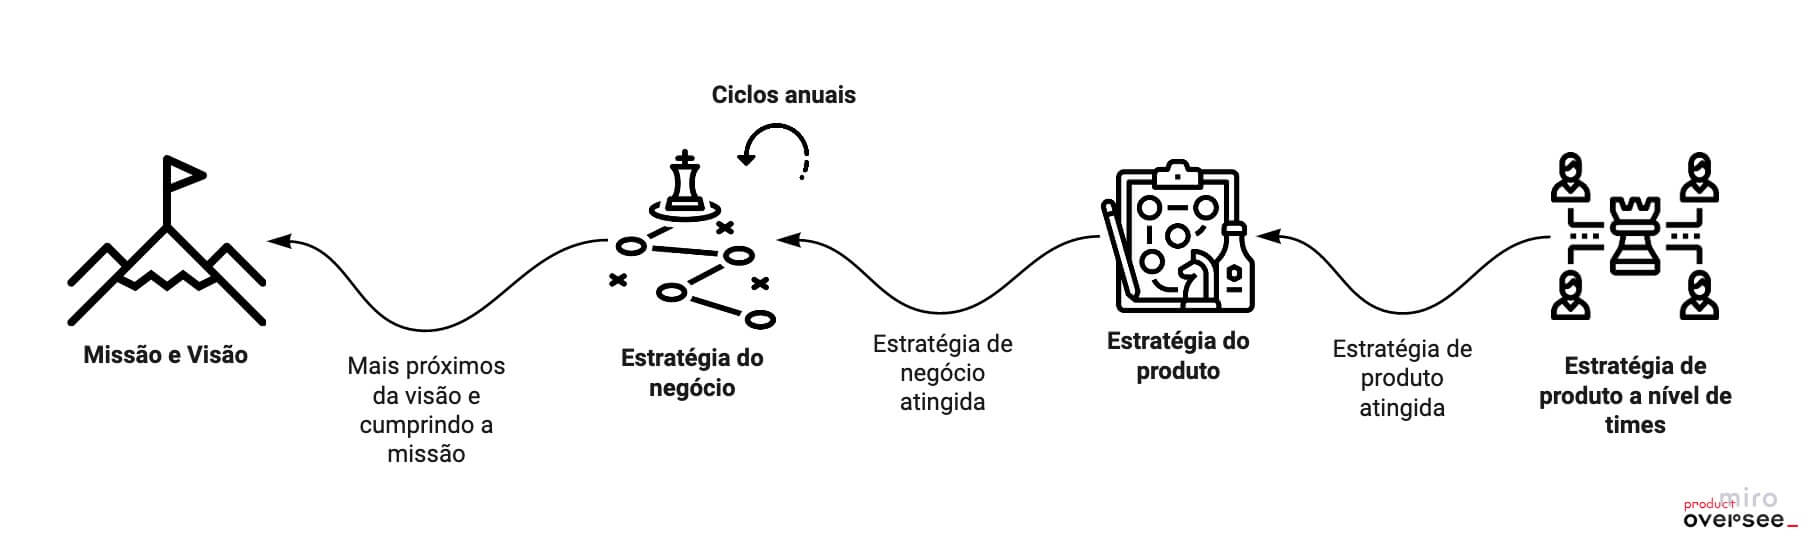 Ciclos anuais
Missão e Visão
Mais próximos
da visão e
cumprindo a
missão
Estratégia do
negócio
Estratégia de
negócio
atingida
Estratégia do
produto
Estratégia de
produto
atingida
Estratégia de
produto a nível de
times
miro
product
oversee_